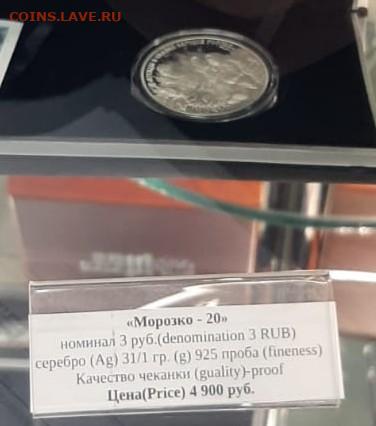 COINS.LAVE.RU
«Морозко - 20»
номинал 3 руб.(denomination 3 RUB)
серебро (Ag) 31/1 гр. (g) 925 проба (fineness)
Качество чеканки (guality)-proof
Цена(Price) 4 900 руб.